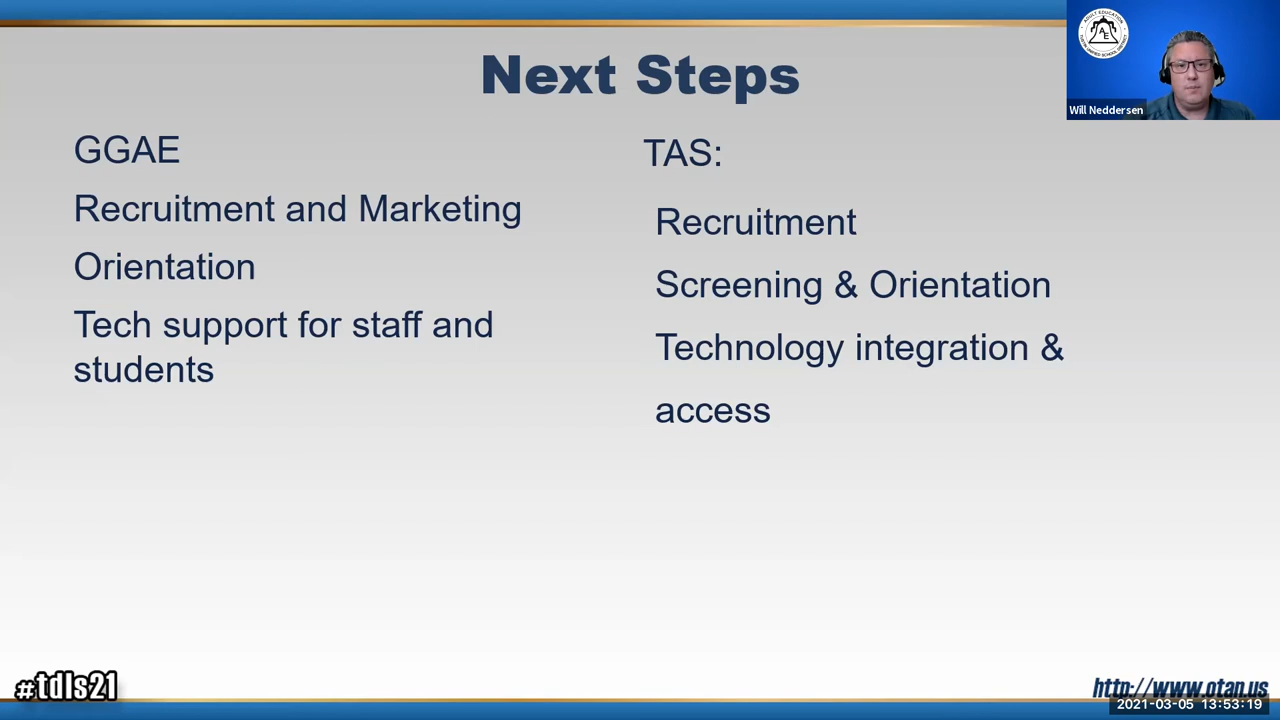 Next Steps
Will Neddersen
GGAE
Recruitment and Marketing
Orientation
Tech support for staff and
students
TAS:
Recruitment
Screening & Orientation
Technology integration &
access
#tdls21
http://www.otan.us
2021-03-05 13:53:19